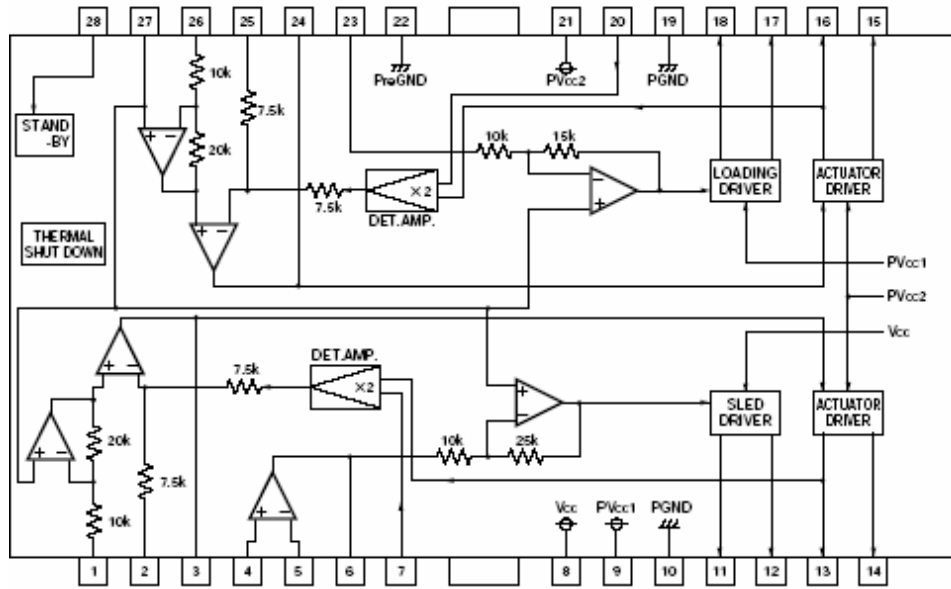 28 27 26 25 24 23 22 21 20 19 18 17 16 15
10k
PreGND
PVcc2
PGND
7.5k
STAND
-BY
+ -
20k
10k 15k
×2
7.5k
DET.AMP.
-
+
LOADING
DRIVER
ACTUATOR
DRIVER
+ -
THERMAL
SHUT DOWN
PVcc1
PVcc2
Vcc
DET.AMP.
7.5k
×2
+ -
+
-
SLED
DRIVER
ACTUATOR
DRIVER
20k
+ -
10k 25k
7.5k
10k
+ -
Vcc PVcc1 PGND
1 2 3 4 5 6 7 8 9 10 11 12 13 14